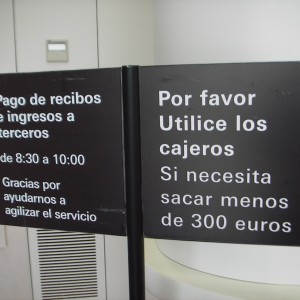 Pago de recibos
e ingresos a
terceros
de 8:30 a 10:00
Gracias por
ayudarnos a
agilizar el servicio
Por favor
Utilice los
cajeros
Si necesita
sacar menos
de 300 euros